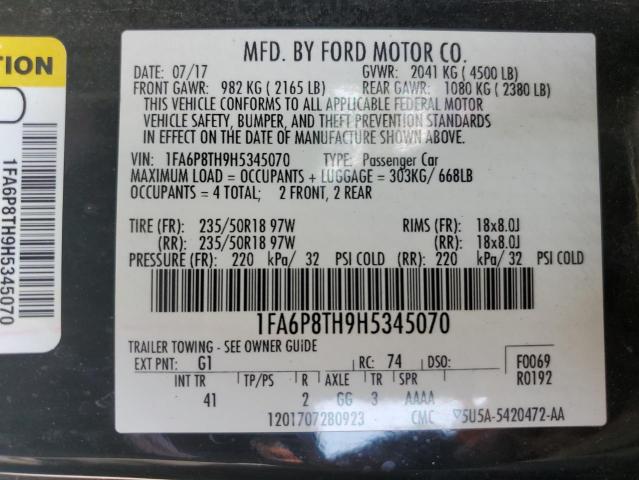 MFD. BY FORD MOTOR CO.
DATE: 07/17 GVWR: 2041 KG ( 4500 LB)
FRONT GAWR: 982 KG ( 2165 LB) REAR GAWR: 1080 KG ( 2380 LB)
THIS VEHICLE CONFORMS TO ALL APPLICABLE FEDERAL MOTOR
VEHICLE SAFETY, BUMPER, AND THEFT PREVENTION STANDARDS
IN EFFECT ON THE DATE OF MANUFACTURE SHOWN ABOVE.
VIN: 1FA6P8TH9H5345070 TYPE: Passenger Car
MAXIMUM LOAD = OCCUPANTS + LUGGAGE = 303KG/ 668LB
OCCUPANTS = 4 TOTAL; 2 FRONT, 2 REAR
TIRE (FR): 235/50R18 97W RIMS (FR): 18x8.0J
(RR): 235/50R18 97W (RR): 18x8.0J
PRESSURE (FR): 220 kPa/ 32 PSI COLD (RR): 220 kPa/ 32 PSI COLD
1FA6P8TH9H5345070
TRAILER TOWING - SEE OWNER GUIDE
EXT PNT: G1 RC: 74 DSO: F0069
R0192
INT TR TP/PS R AXLE TR SPR
41 2 GG 3 AAAA
1201707280923 CMC 5U5A-5420472-AA
TION
1FA6P8TH9H5345070